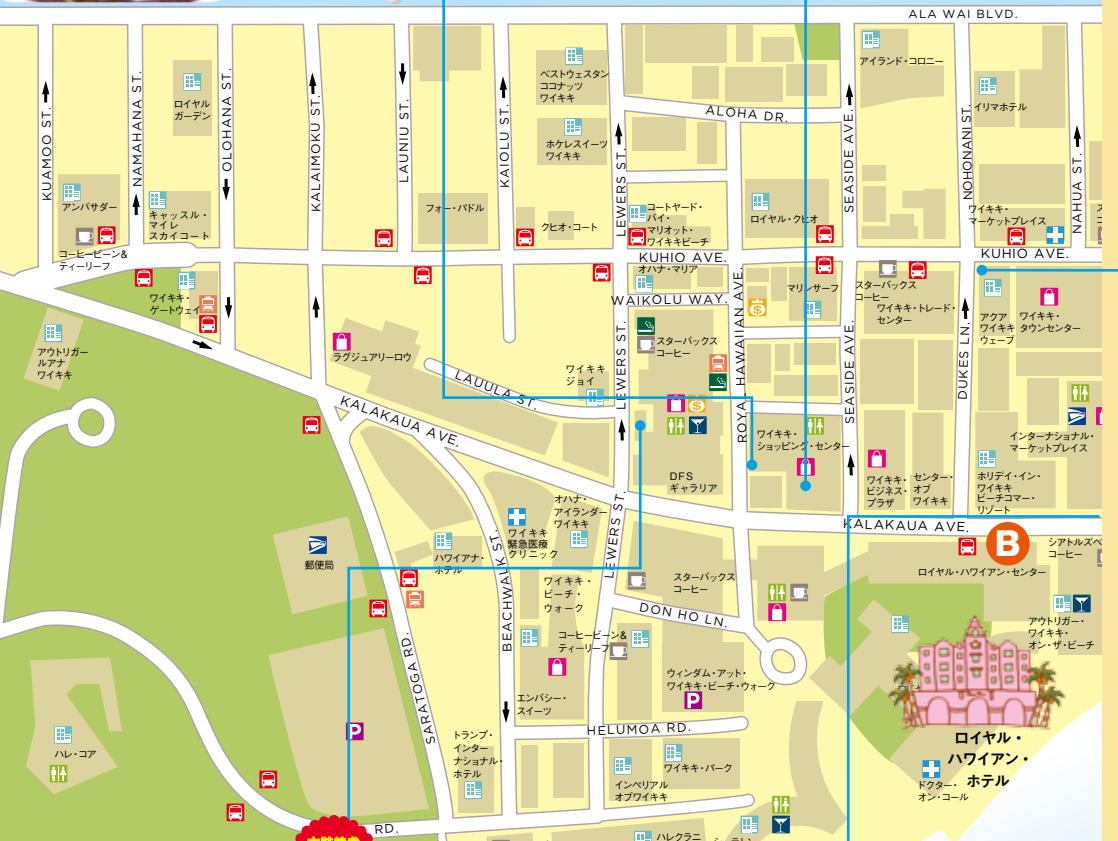 ALA WAI BLVD.
KUAMOO ST.
NAMAHANA ST.
OLOHANA ST.
KALAIMOKU ST.
LAUNIU ST.
KAIOLU ST.
LEWERS ST.
ALOHA DR.
SEASIDE AVE.
NOHONANI ST.
NAHUA ST.
ロイヤル
ガーデン
ベストウェスタン
ココナッツ
ワイキキ
ホケレスイーツ
ワイキキ
アイランド・コロニー
イリマホテル
アンバサダー
キャッスル・
マイレ
スカイコート
フォー・パドル
クヒオ・コート
コートヤード・
バイ・
マリオット・
ワイキキビーチ
ロイヤル・クヒオ
ワイキキ・
マーケットプレイス
コーヒービーン&
ティーリーフ
KUHIO AVE.
KUHIO AVE.
オハナ・マリア
WAIKOLU WAY.
ワイキキ・
ゲートウェイ
マリンサーフ
スターバックス
コーヒー
ワイキキ・トレード・
センター
アクア
ワイキキ
ウェーブ
ワイキキ・
タウンセンター
アウトリガー
ルアナ
ワイキキ
ラグジュアリーロウ
スターバックス
コーヒー
ワイキキ
ジョイ
LAUULA ST.
LEWERS ST.
ROYAL HAWAIIAN AVE.
SEASIDE AVE.
DUKES LN.
KALAKAUA AVE.
ワイキキ・
ショッピング・センター
インターナショナル・
マーケットプレイス
DFS
ギャラリア
ワイキキ・
ビジネス・
プラザ
センター・
オブ
ワイキキ
ホリデイ・イン・
ワイキキ
ビーチコマー・
リゾート
オハナ・
アイランダー
ワイキキ
ワイキキ
緊急医療
クリニック
KALAKAUA AVE.
B
シアトルズベ
コーヒー
郵便局
ハワイアナ・
ホテル
BEACHWALK ST.
LEWERS ST.
ワイキキ・
ビーチ・
ウォーク
スターバックス
コーヒー
ロイヤル・ハワイアン・センター
DON HO LN.
アウトリガー・
ワイキキ・
オン・ザ・ビーチ
コーヒービーン&
ティーリーフ
SARATOGA RD.
ウィンダム・アット・
ワイキキ・ビーチ・ウォーク
エンバシー・
スイーツ
P
P
HELUMOA RD.
ハレ・コア
トランプ・
インター
ナショナル・
ホテル
ワイキキ・パーク
インペリアル
オブワイキキ
ロイヤル・
ハワイアン・
ホテル
ドクター・
オン・コール
RD.
ハレクラニ